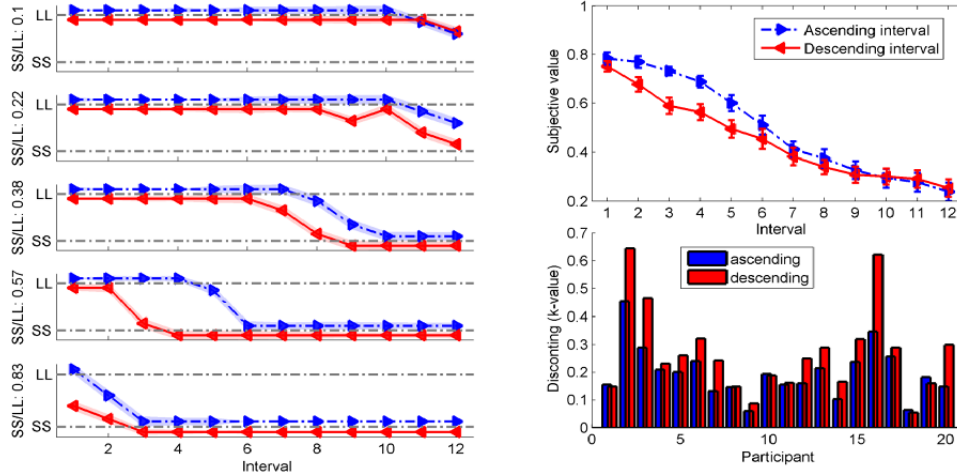 SS/LL: 0.1
LL
SS
SS/LL: 0.22
LL
SS
SS/LL: 0.38
LL
SS
SS/LL: 0.57
LL
SS
SS/LL: 0.83
LL
SS
2 4 6 8 10 12
Interval
Subjective value
1
0.8
0.6
0.4
0.2
Ascending interval
Descending interval
1 2 3 4 5 6 7 8 9 10 11 12
Interval
Disconting (k-value)
0.7
0.6
0.5
0.4
0.3
0.2
0.1
0
ascending
descending
0 5 10 15 20
Participant